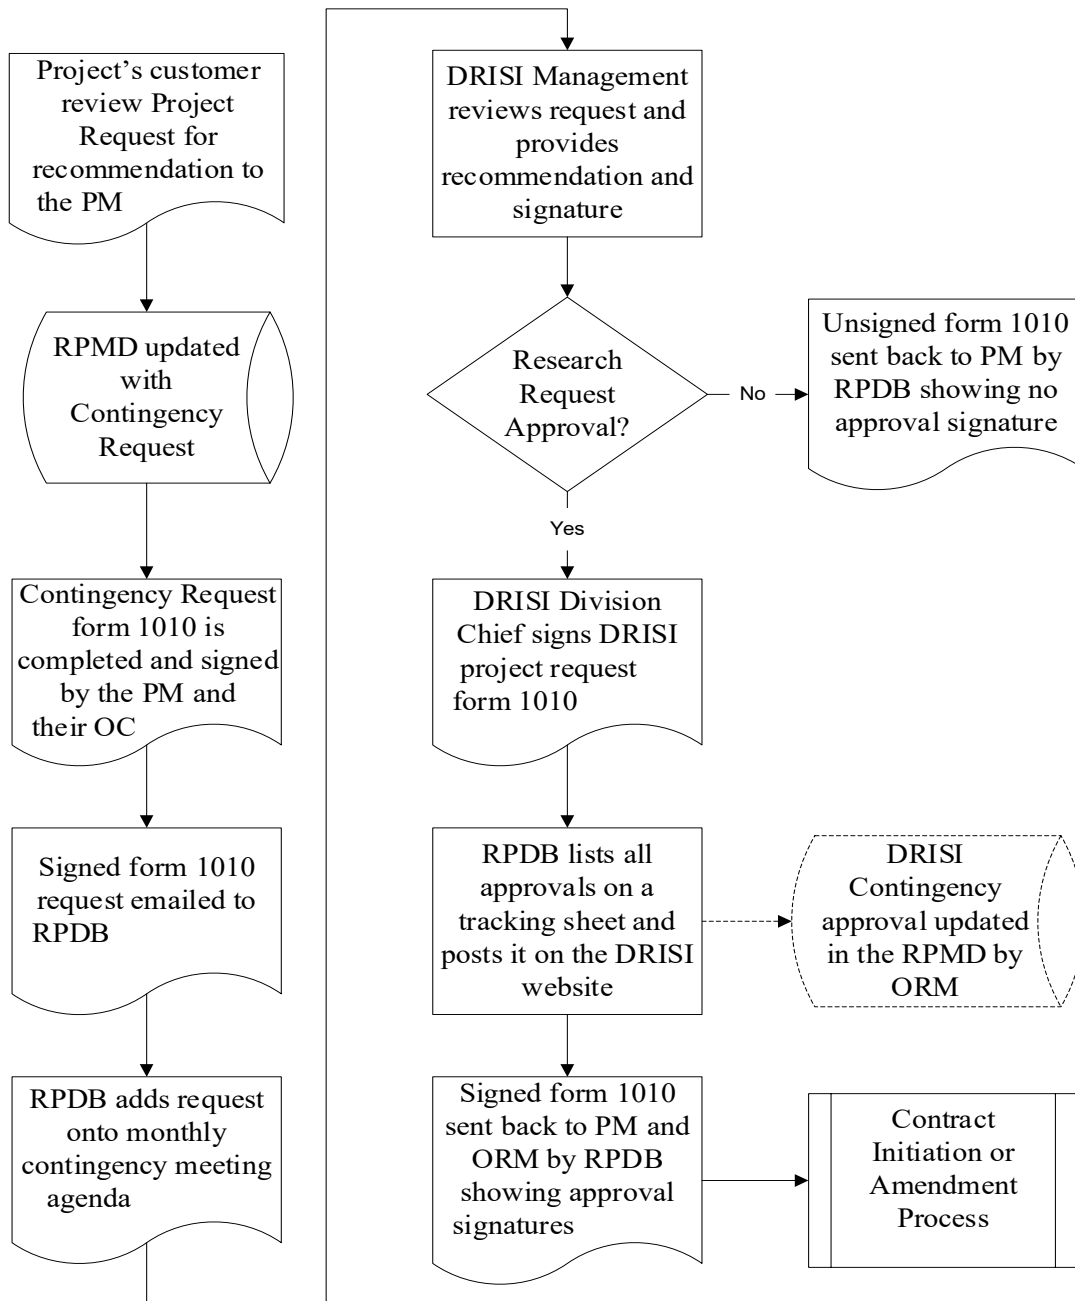 Project’s customer
review Project
Request for
recommendation to
the PM
RPMD updated
with
Contingency
Request
Contingency Request
form 1010 is
completed and signed
by the PM and
their OC
Signed form 1010
request emailed to
RPDB
RPDB adds request
onto monthly
contingency meeting
agenda
DRISI Management
reviews request and
provides
recommendation and
signature
Research
Request
Approval?
No
Unsigned form 1010
sent back to PM by
RPDB showing no
approval signature
Yes
DRISI Division
Chief signs DRISI
project request
form 1010
RPDB lists all
approvals on a
tracking sheet and
posts it on the DRISI
website
DRISI
Contingency
approval updated
in the RPMD by
ORM
Signed form 1010
sent back to PM and
ORM by RPDB
showing approval
signatures
Contract
Initiation or
Amendment
Process